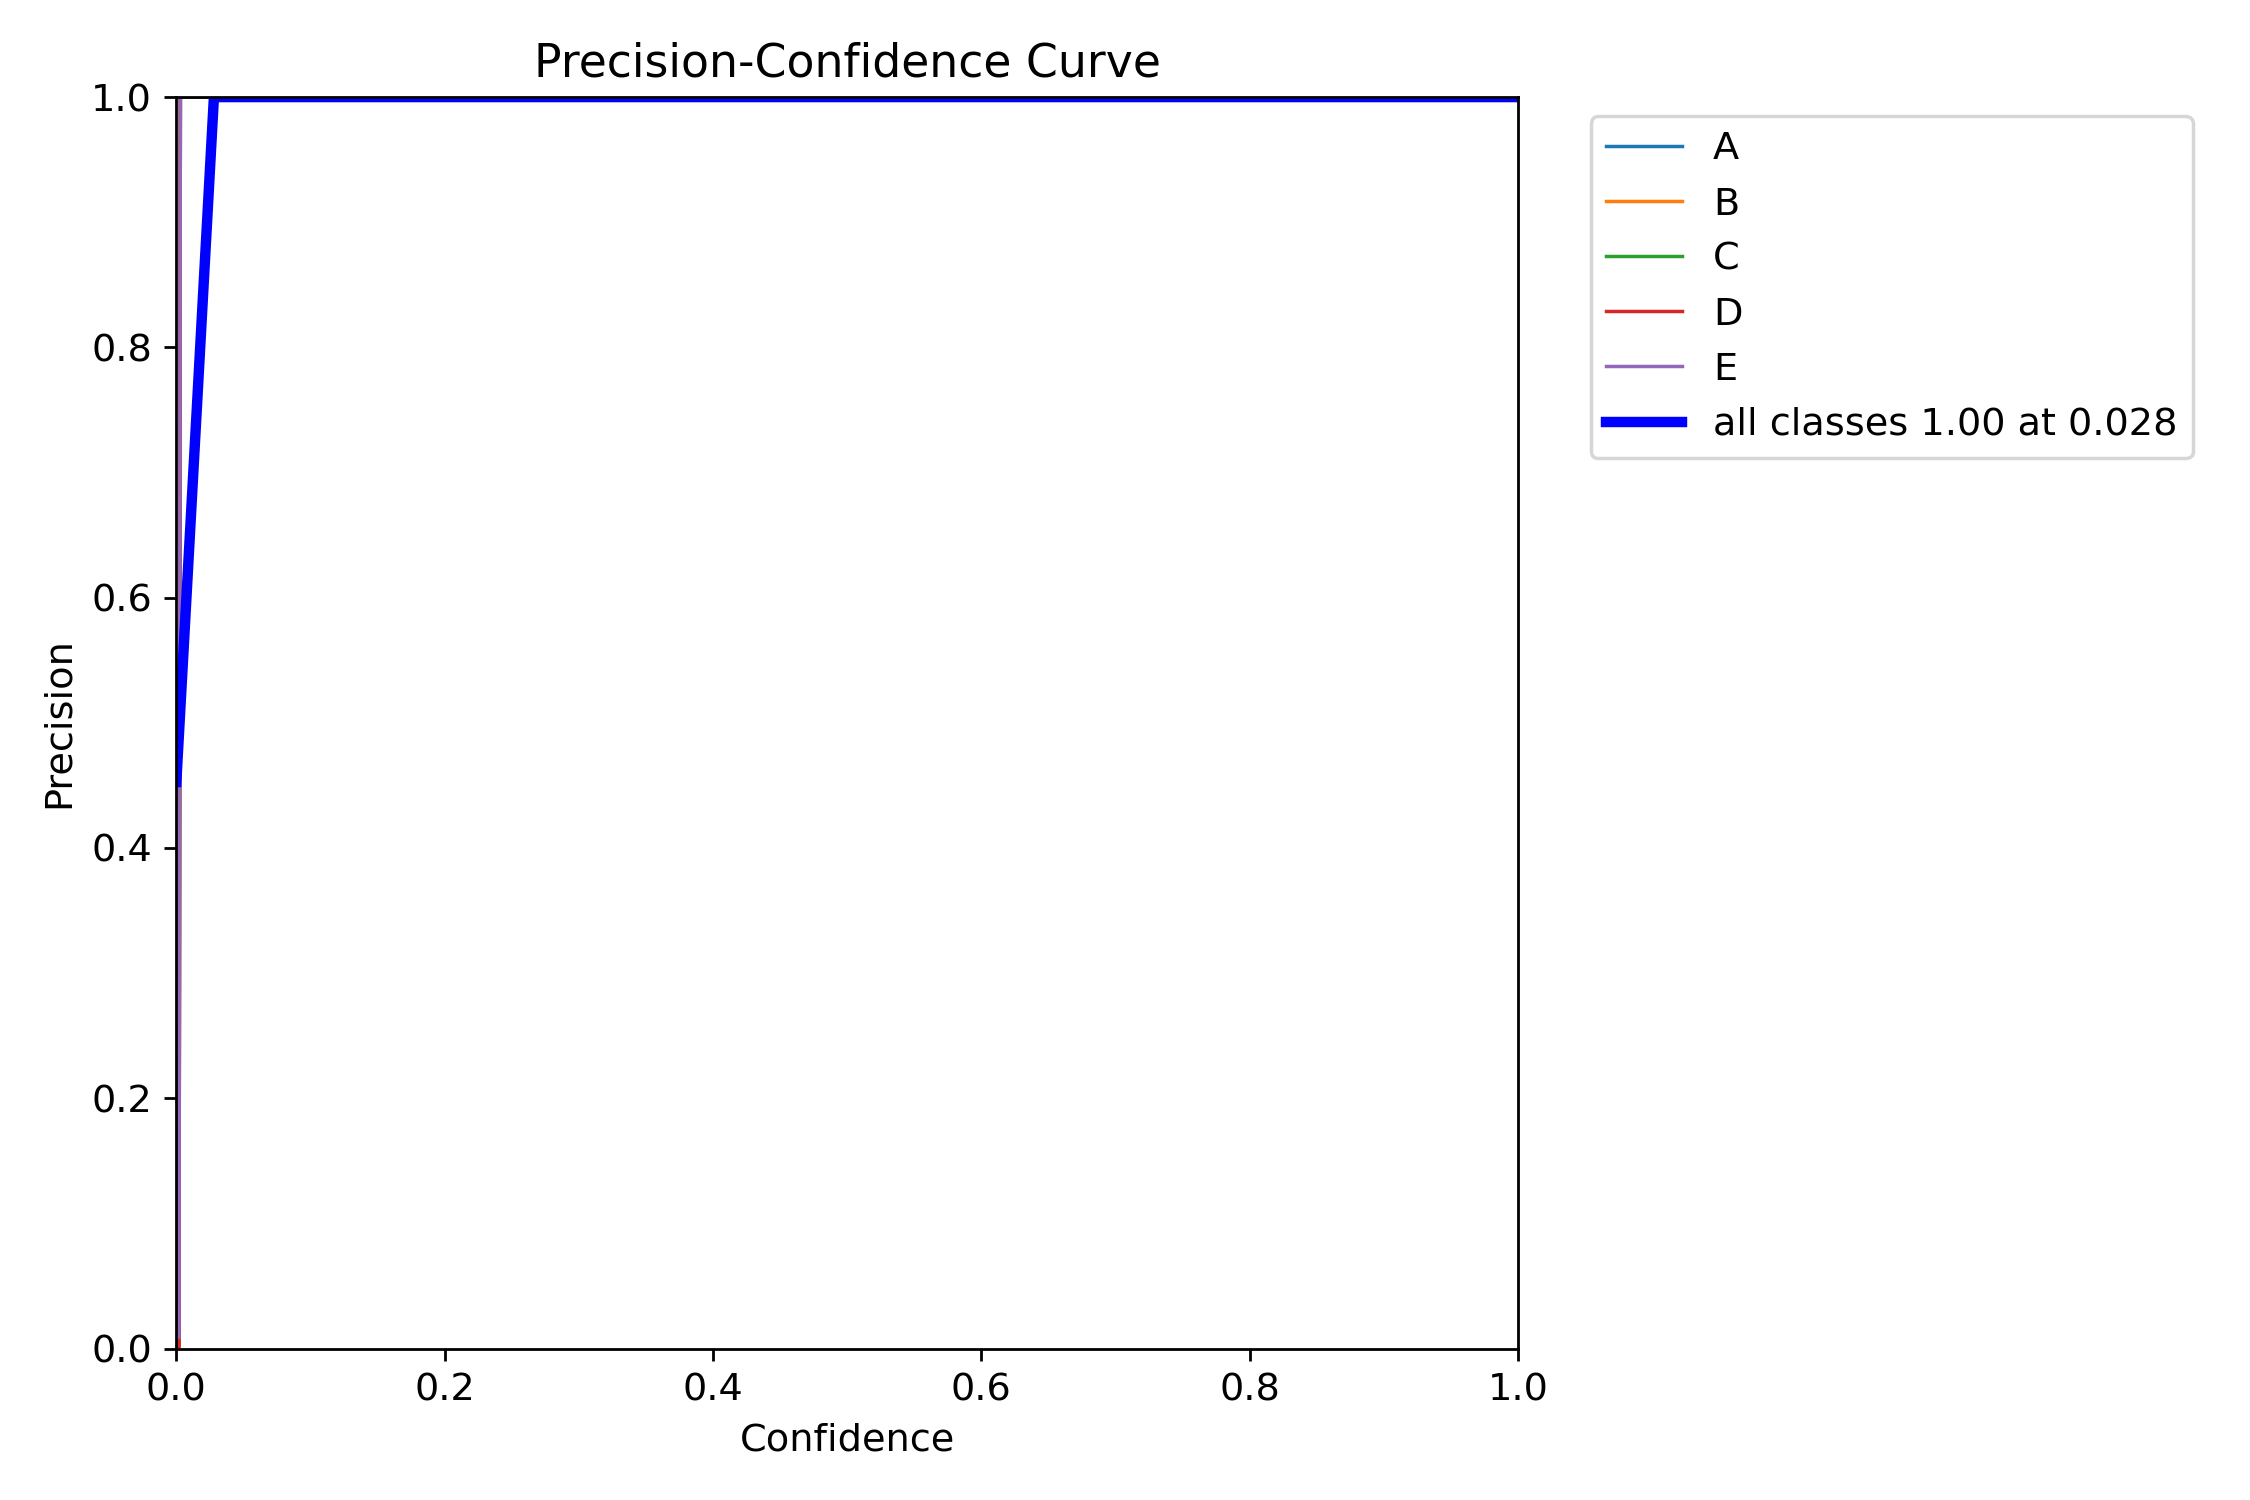 Precision-Confidence Curve
1.0
0.8
0.6
0.4
0.2
0.0
Precision
0.0 0.2 0.4 0.6 0.8 1.0
Confidence
A
B
C
D
E
all classes 1.00 at 0.028